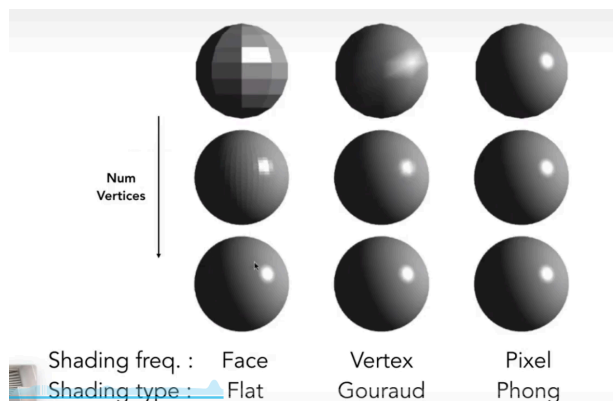 Num
Vertices
Shading freq. : Face Vertex Pixel
Shading type : Flat Gouraud Phong